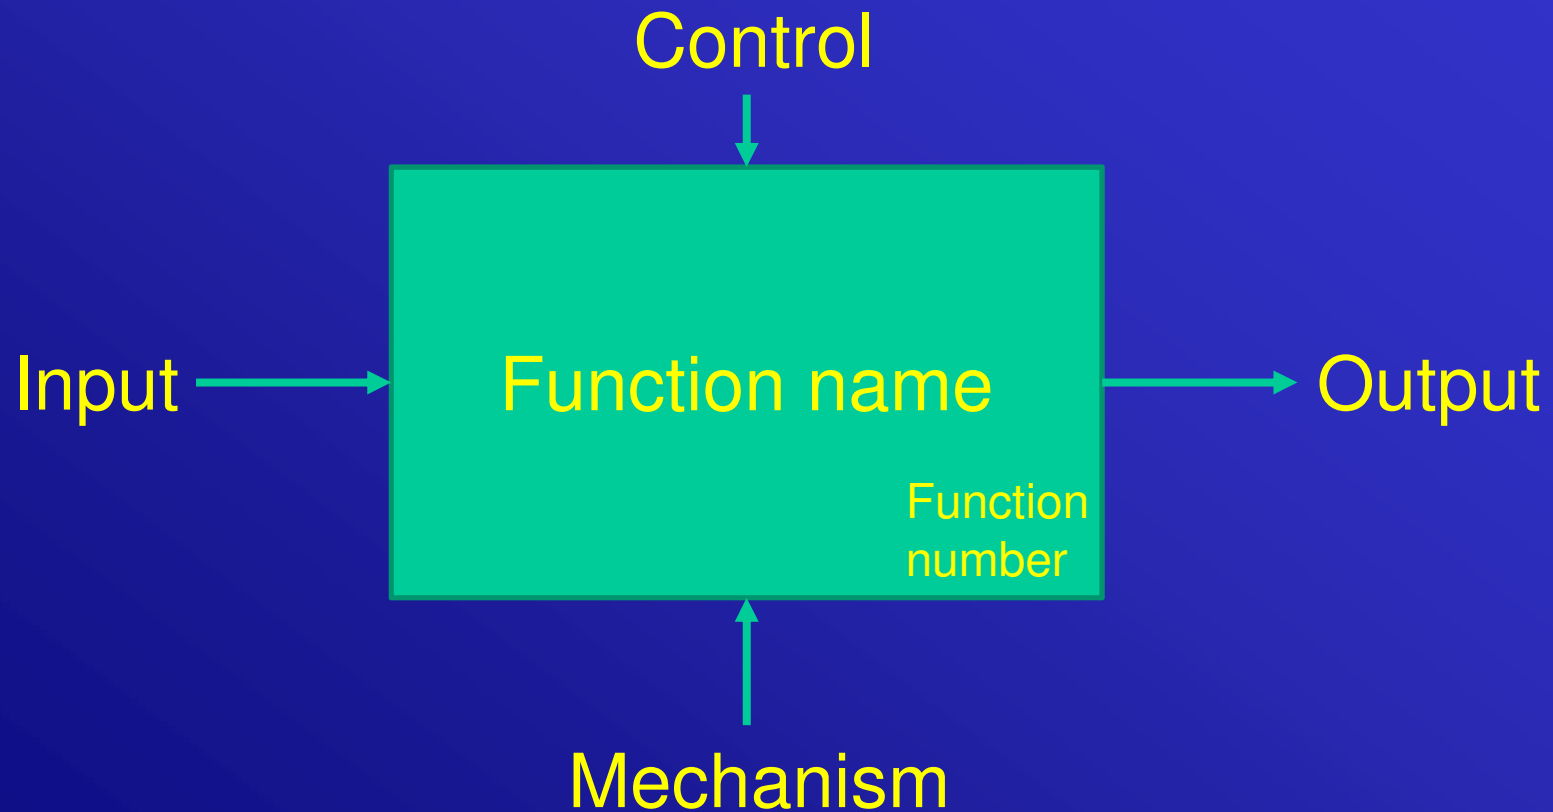 Control
Input
Function name
Output
Function
number
Mechanism